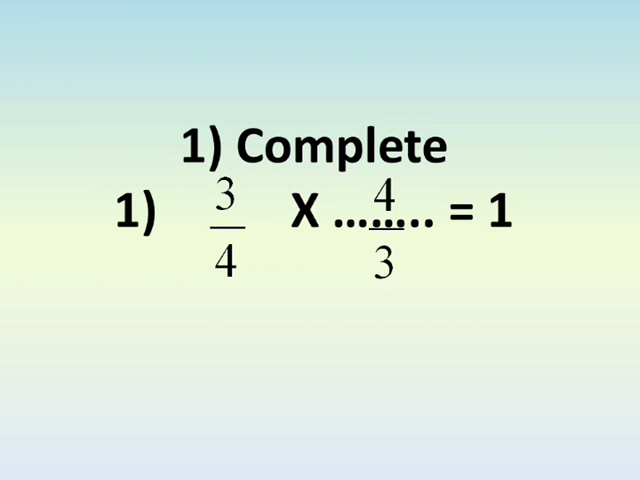 1) Complete
1) 3/4 X …4/3….. = 1